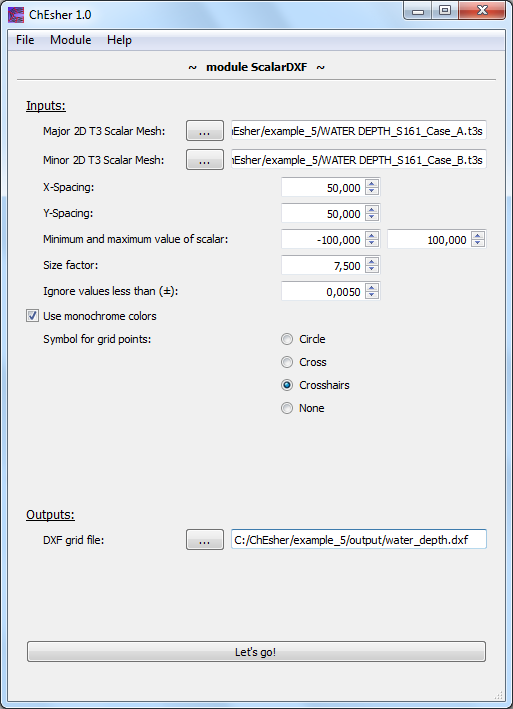 ChEsher 1.0
File Module Help
~ module ScalarDXF ~
Inputs:
Major 2D T3 Scalar Mesh: ... hEsher/example_5/WATER DEPTH_S161_Case_A.t3s
Minor 2D T3 Scalar Mesh: ... hEsher/example_5/WATER DEPTH_S161_Case_B.t3s
X-Spacing: 50,000
Y-Spacing: 50,000
Minimum and maximum value of scalar: -100,000 100,000
Size factor: 7,500
Ignore values less than (±): 0,0050
Use monochrome colors
Symbol for grid points: Circle
Cross
Crosshairs
None
Outputs:
DXF grid file: ... C:/ChEsher/example_5/output/water_depth.dxf
Let's go!